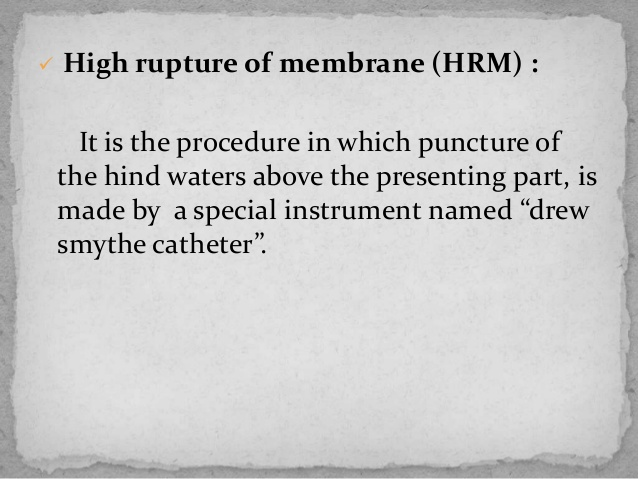 ✓ High rupture of membrane (HRM) :
It is the procedure in which puncture of
the hind waters above the presenting part, is
made by a special instrument named “drew
smythe catheter”.